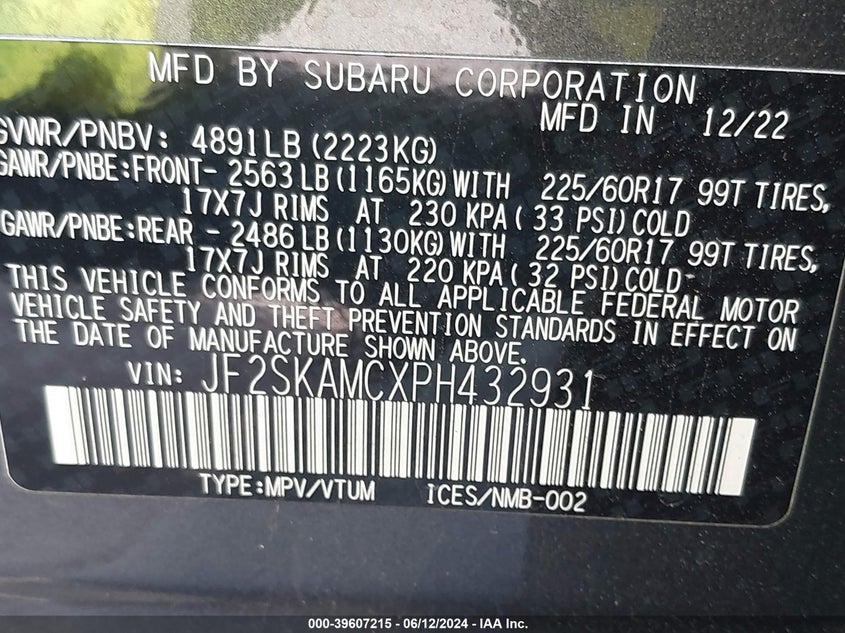 MFD BY SUBARU CORPORATION
MFD IN 12/22
GVWR/PNBV: 4891LB (2223KG)
GAWR/PNBE:FRONT- 2563LB (1165KG) WITH 225/60R17 99T TIRES,
17X7J RIMS AT 230 KPA ( 33 PSI) COLD
GAWR/PNBE:REAR - 2486LB (1130KG) WITH 225/60R17 99T TIRES,
17X7J RIMS AT 220 KPA ( 32 PSI) COLD
THIS VEHICLE CONFORMS TO ALL APPLICABLE FEDERAL MOTOR
VEHICLE SAFETY AND THEFT PREVENTION STANDARDS IN EFFECT ON
THE DATE OF MANUFACTURE SHOWN ABOVE.
VIN: JF2SKAMCXPH432931
TYPE:MPV/VTUM ICES/NMB-002
000-39607215 - 06/12/2024 - IAA Inc.